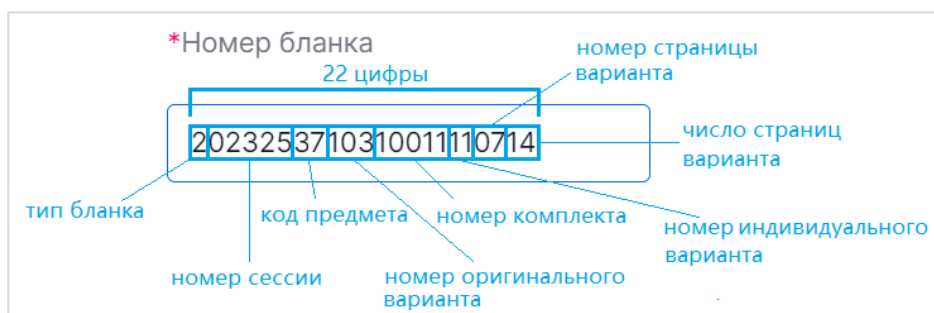 *Номер бланка
номер страницы
варианта
22 цифры
2023253710310011110714
число страниц
варианта
тип бланка
код предмета
номер комплекта
номер индивидуального
варианта
номер сессии
номер оригинального
варианта